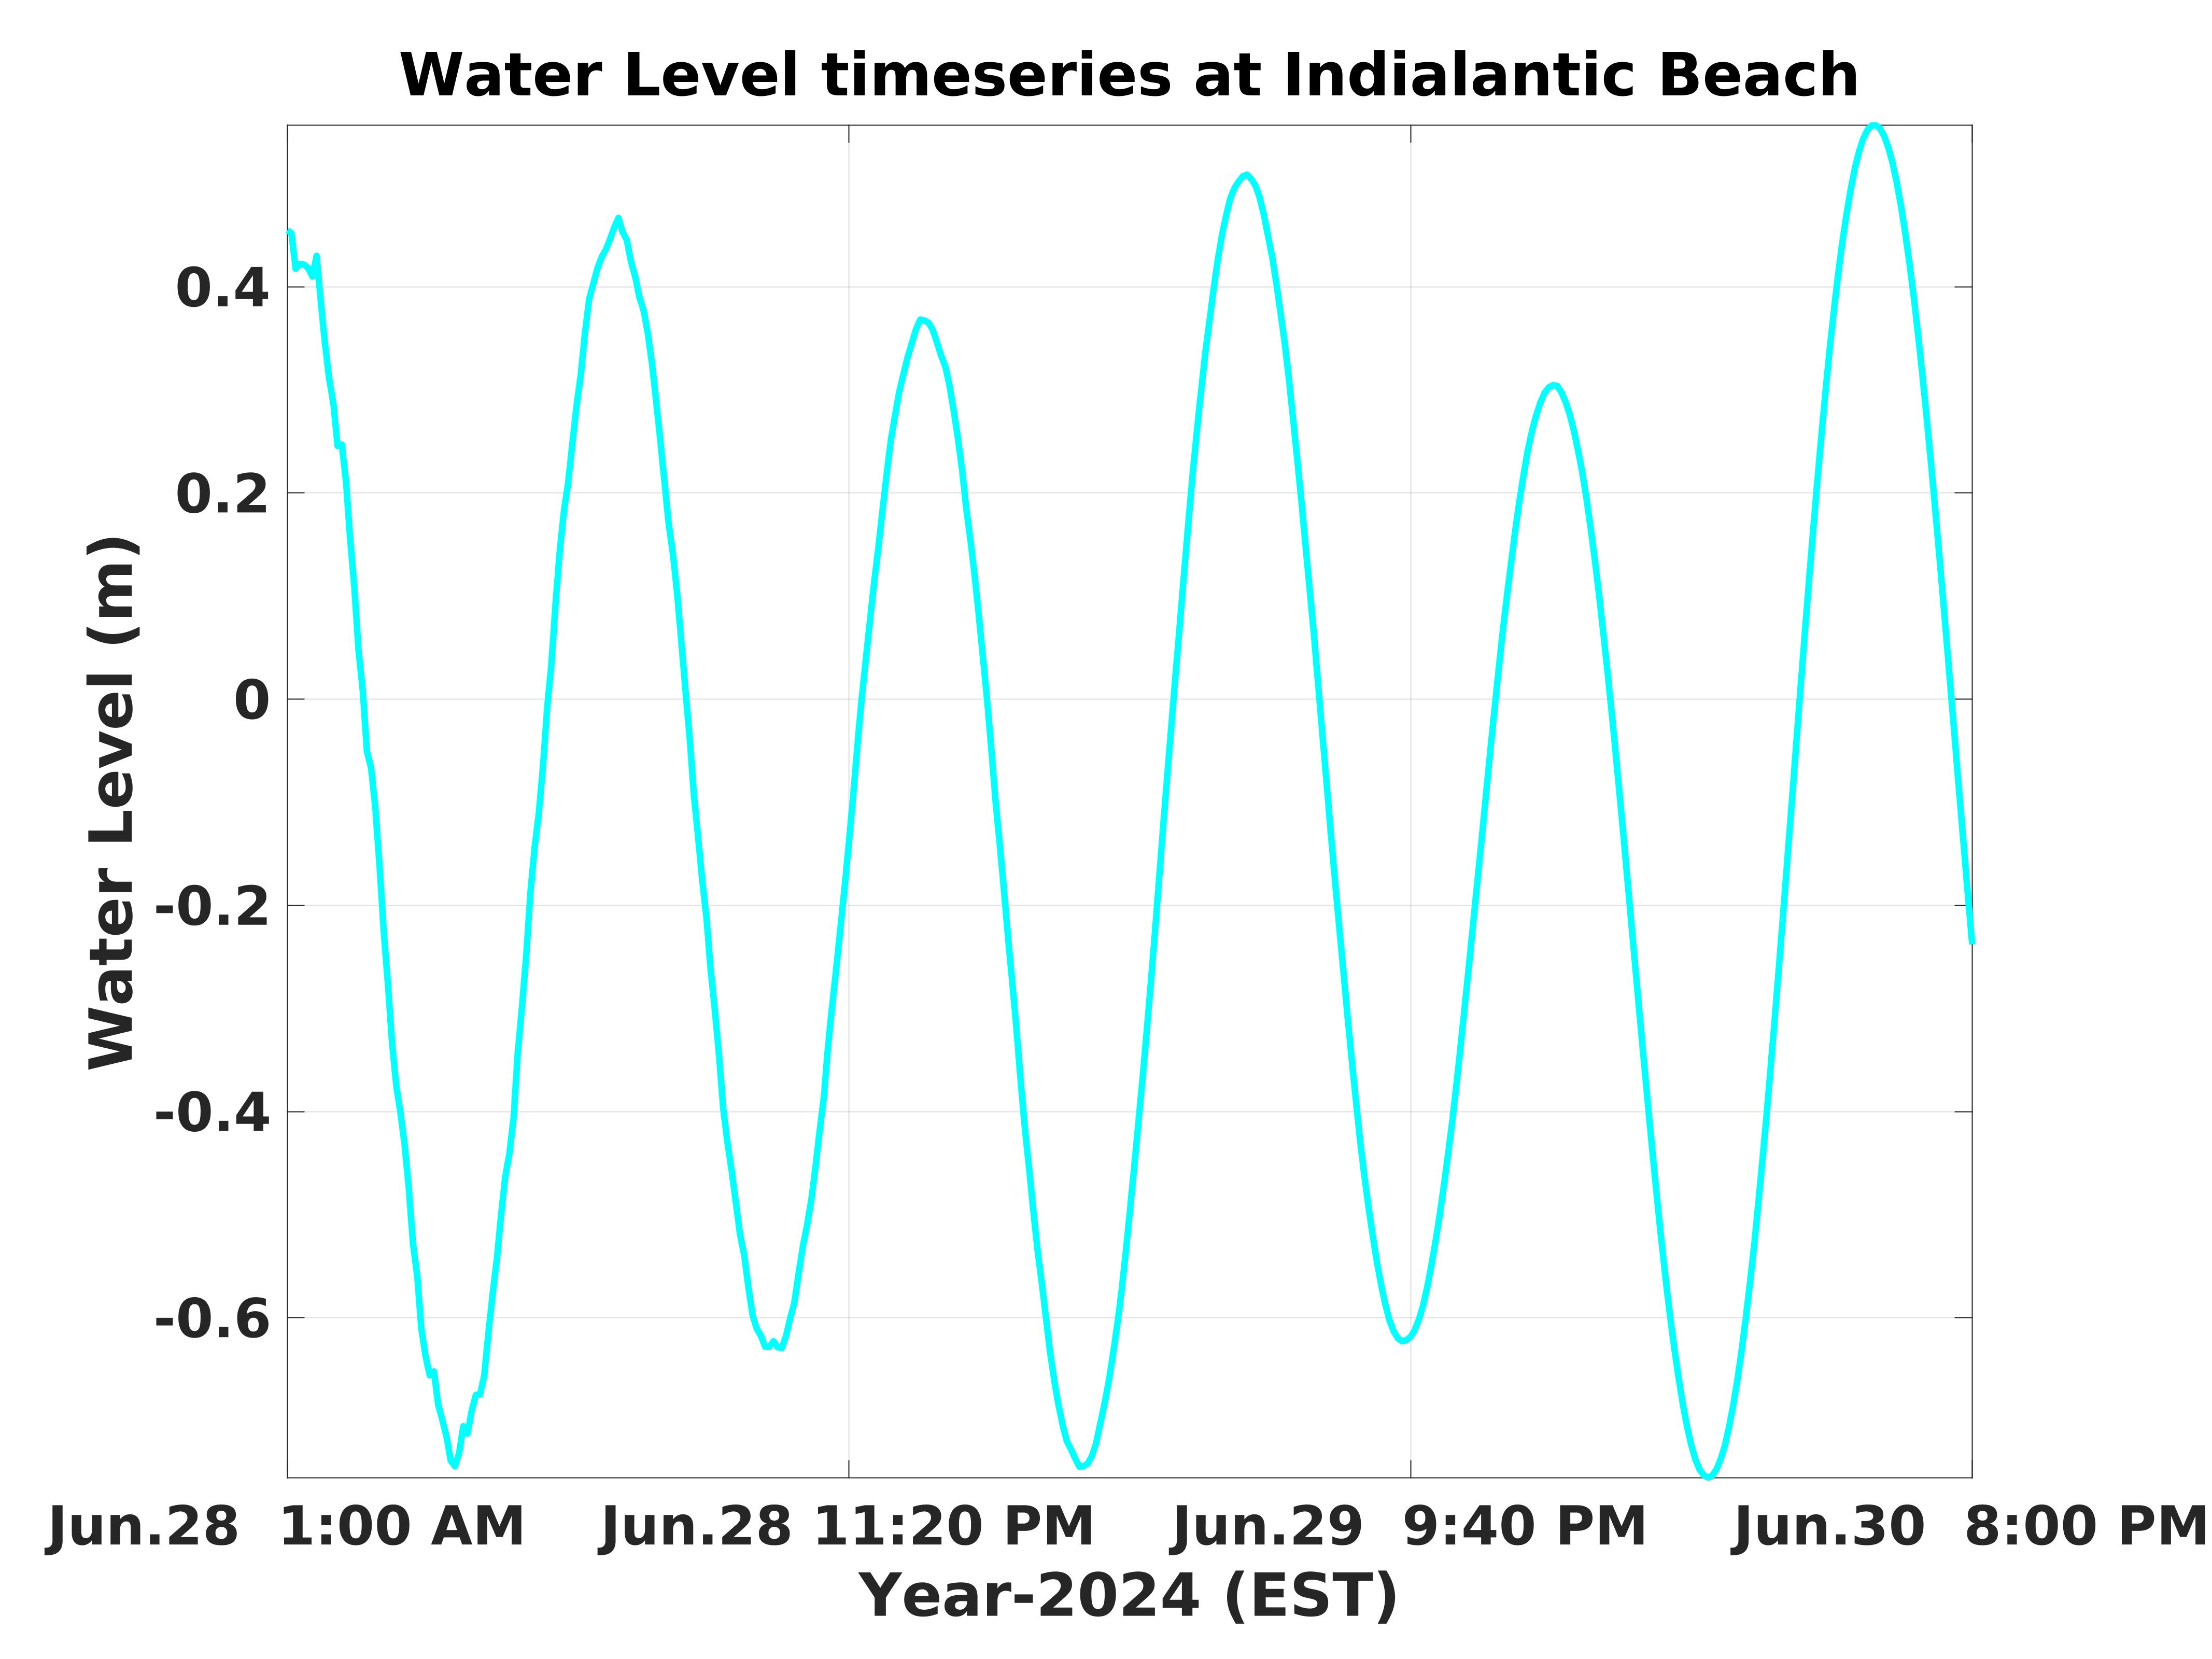 Water Level timeseries at Indialantic Beach
Water Level (m)
0.4
0.2
0
-0.2
-0.4
-0.6
Jun.28  1:00 AM
Jun.28 11:20 PM
Jun.29  9:40 PM
Jun.30  8:00 PM
Year-2024 (EST)